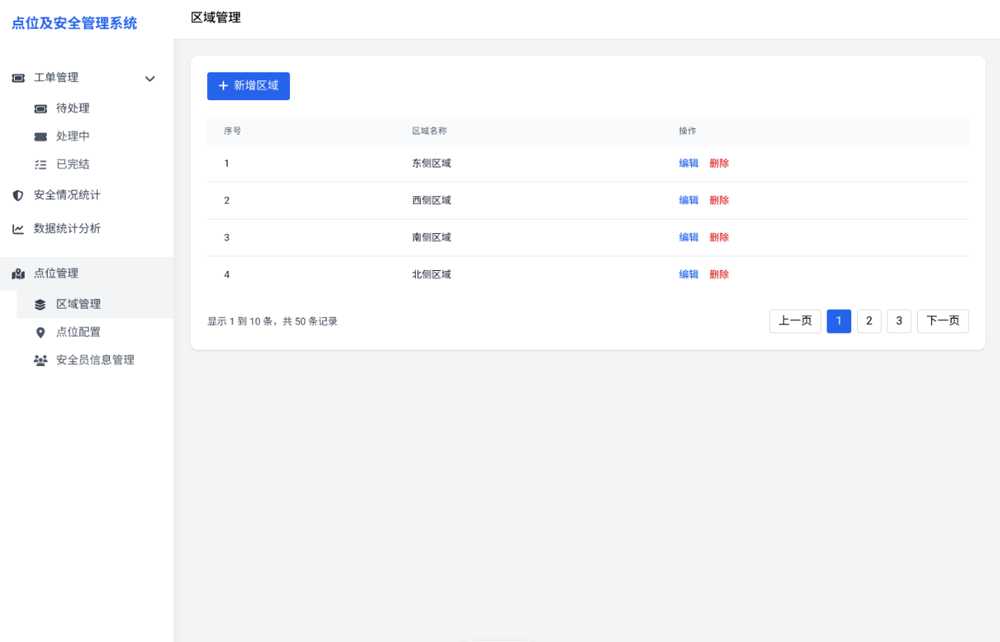 点位及安全管理系统
区域管理
工单管理
待处理
处理中
已完结
安全情况统计
数据统计分析
点位管理
区域管理
点位配置
安全员信息管理
新增区域
序号 区域名称 操作
1 东侧区域 编辑 删除
2 西侧区域 编辑 删除
3 南侧区域 编辑 删除
4 北侧区域 编辑 删除
显示 1 到 10 条，共 50 条记录
上一页 1 2 3 下一页